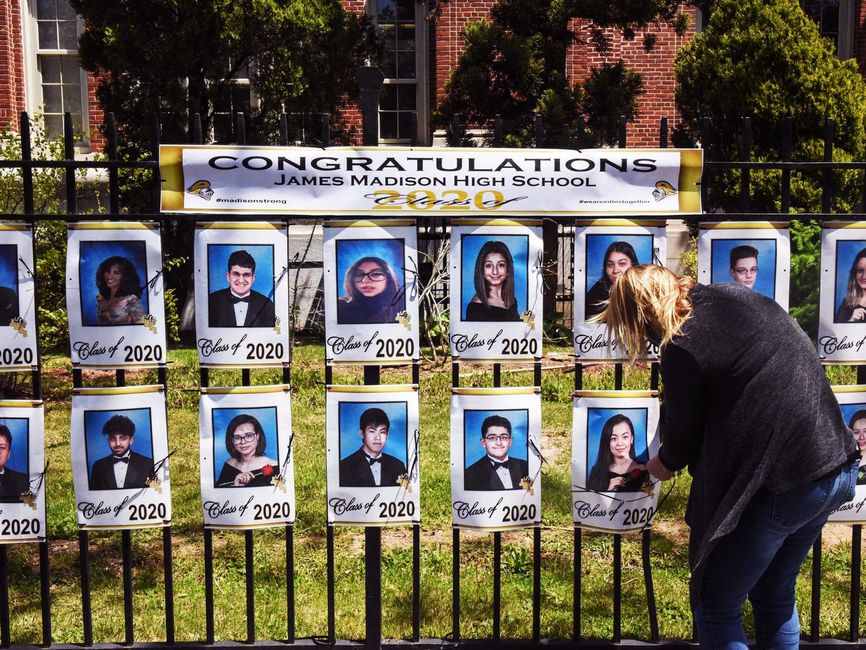 CONGRATULATIONS
JAMES MADISON HIGH SCHOOL
#madisonstrong Class of 2020 #weareinthistogether
2020
Class of 2020
Class of 2020
Class of 2020
Class of 2020
Class of
Class of 2020
2020
Class of 2020
Class of 2020
Class of 2020
Class of 2020
Class of 2020